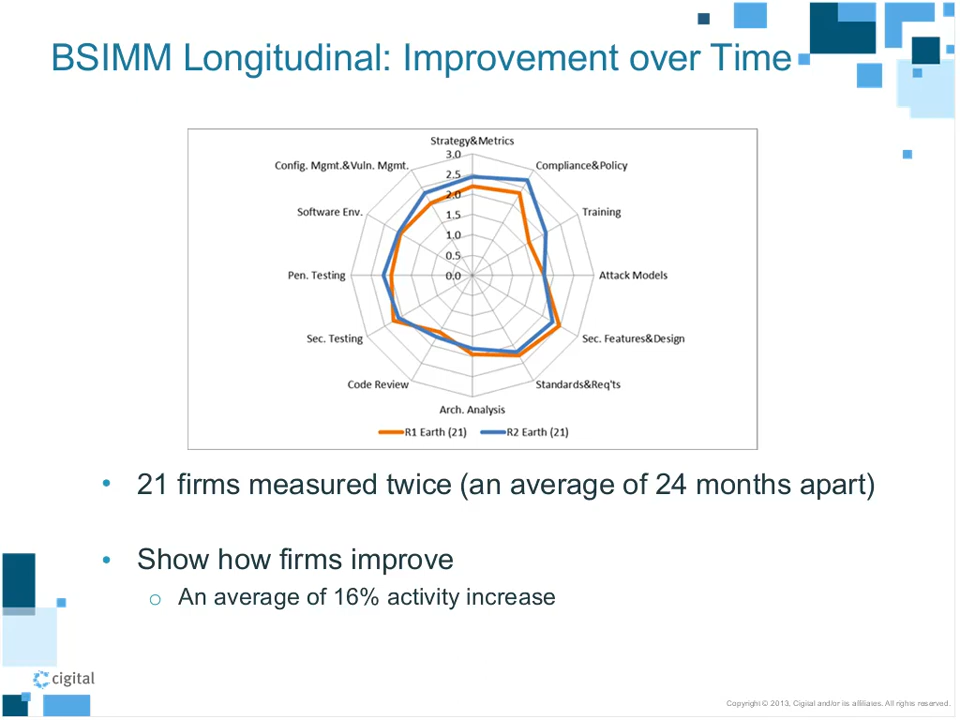 BSIMM Longitudinal: Improvement over Time
Strategy&Metrics
3.0
Config. Mgmt.&Vuln. Mgmt.
Compliance&Policy
2.5
2.0
Software Env.
1.5
Training
1.0
0.5
Pen. Testing
0.0
Attack Models
Sec. Testing
Sec. Features&Design
Code Review
Standards&Req'ts
Arch. Analysis
R1 Earth (21) R2 Earth (21)
• 21 firms measured twice (an average of 24 months apart)
• Show how firms improve
o An average of 16% activity increase
cigital
Copyright © 2013, Cigital and/or its affiliates. All rights reserved.